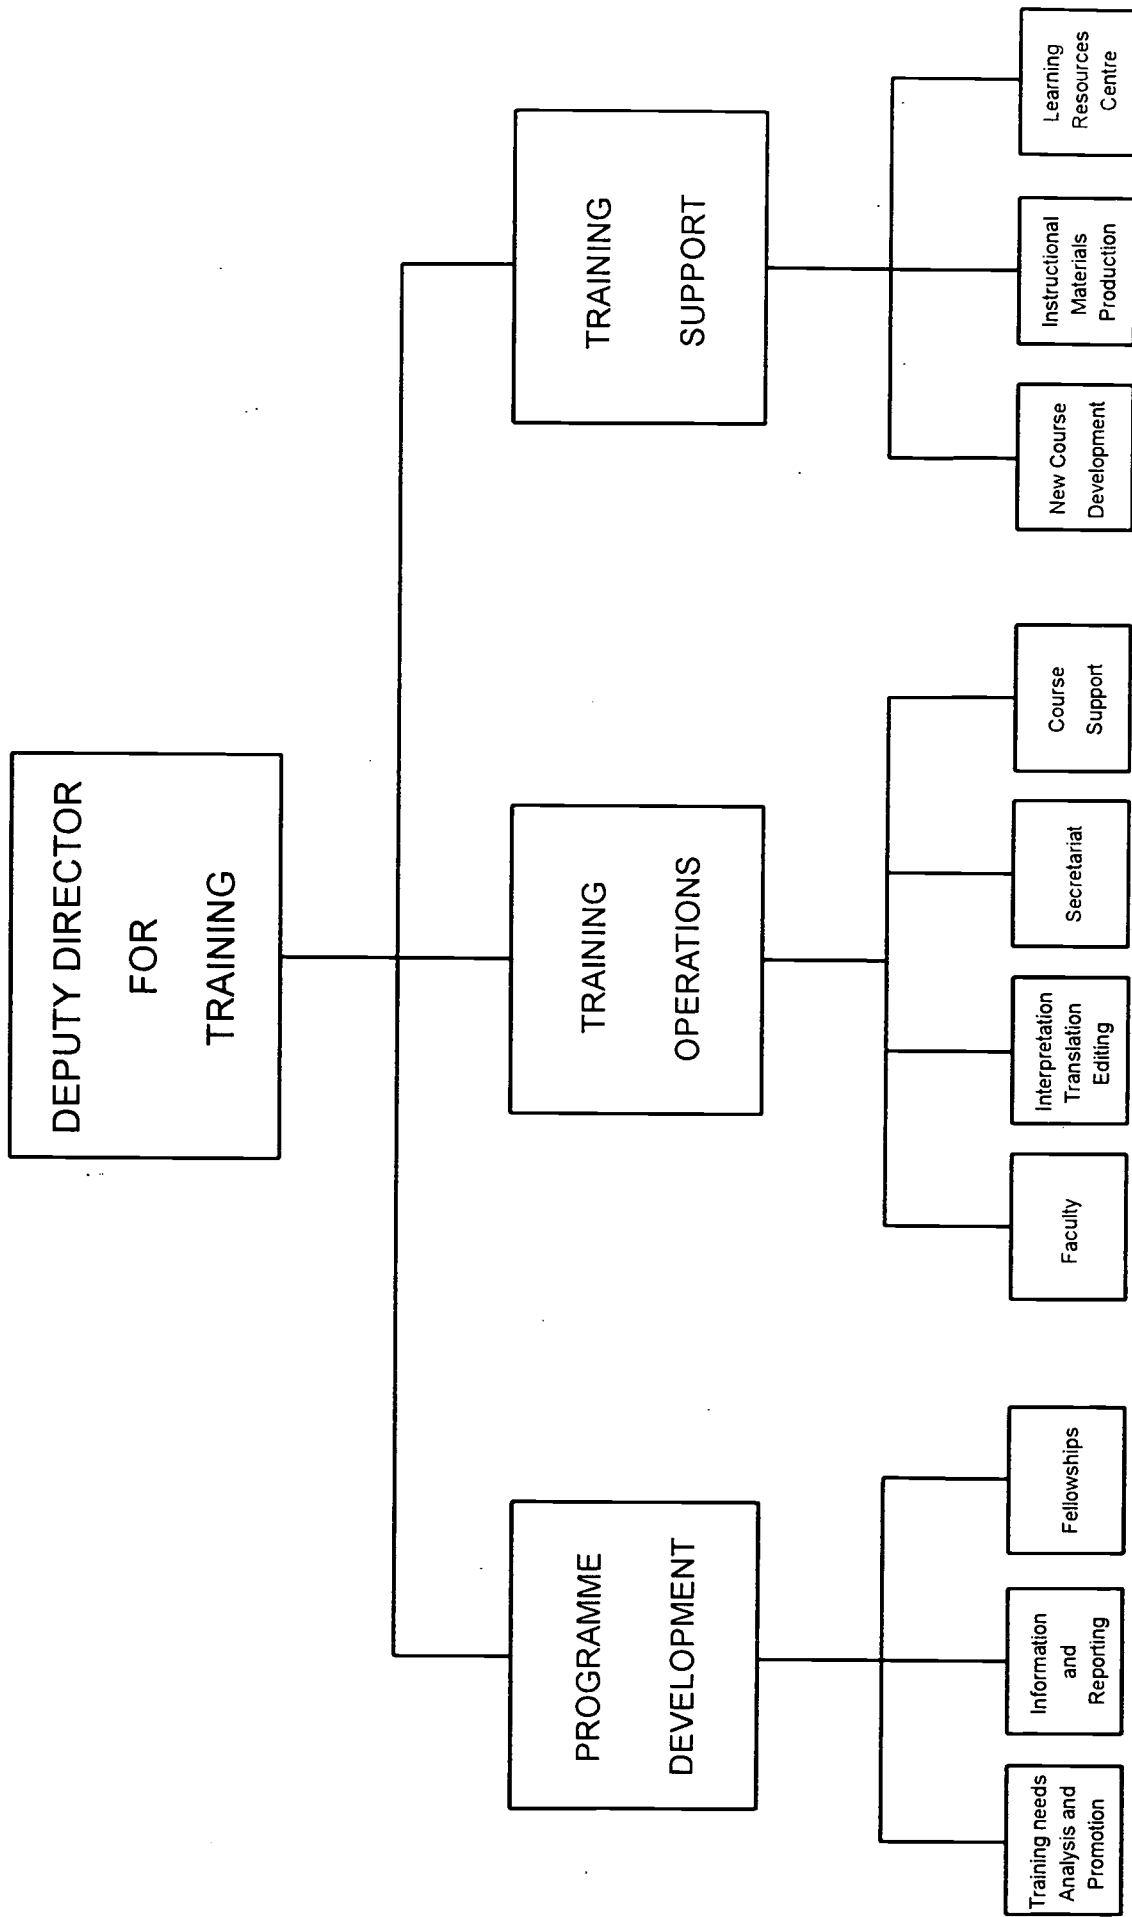 DEPUTY DIRECTOR
FOR
TRAINING
PROGRAMME
DEVELOPMENT
TRAINING
OPERATIONS
TRAINING
SUPPORT
Training needs
Analysis and
Promotion
Information
and
Reporting
Fellowships
Faculty
Interpretation
Translation
Editing
Secretariat
Course
Support
New Course
Development
Instructional
Materials
Production
Learning
Resources
Centre